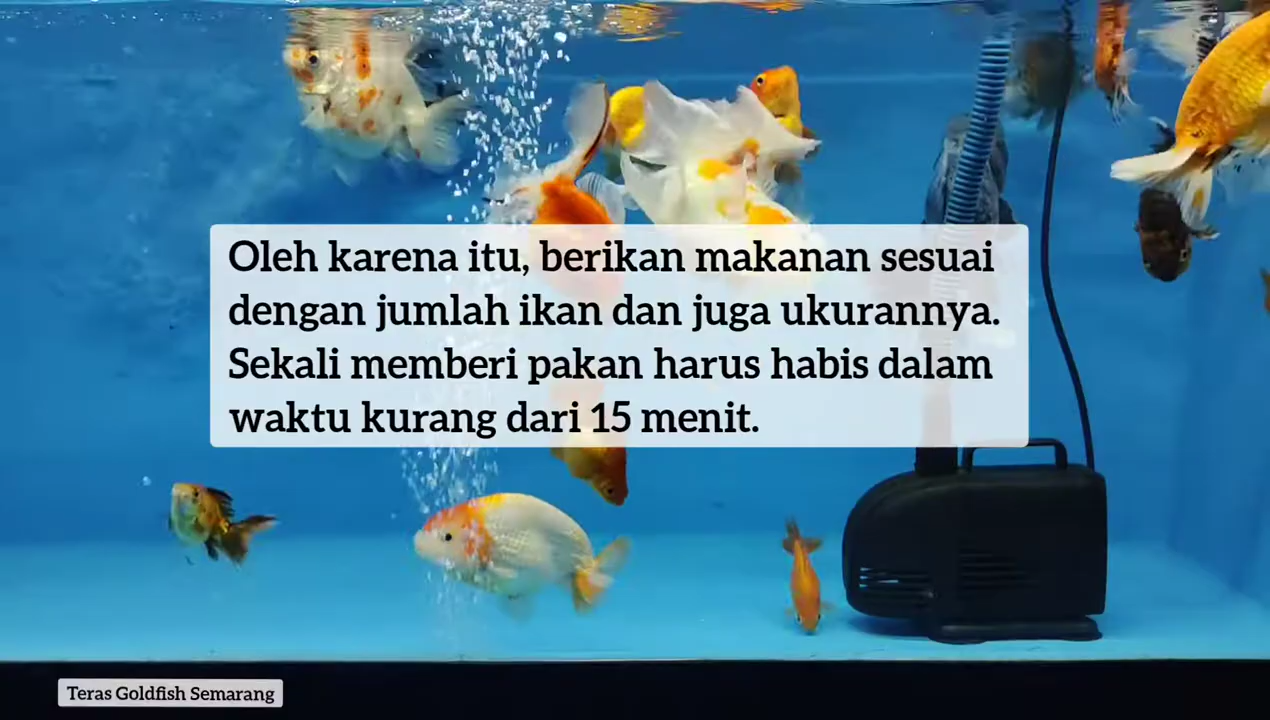 Oleh karena itu, berikan makanan sesuai
dengan jumlah ikan dan juga ukurannya.
Sekali memberi pakan harus habis dalam
waktu kurang dari 15 menit.
Teras Goldfish Semarang